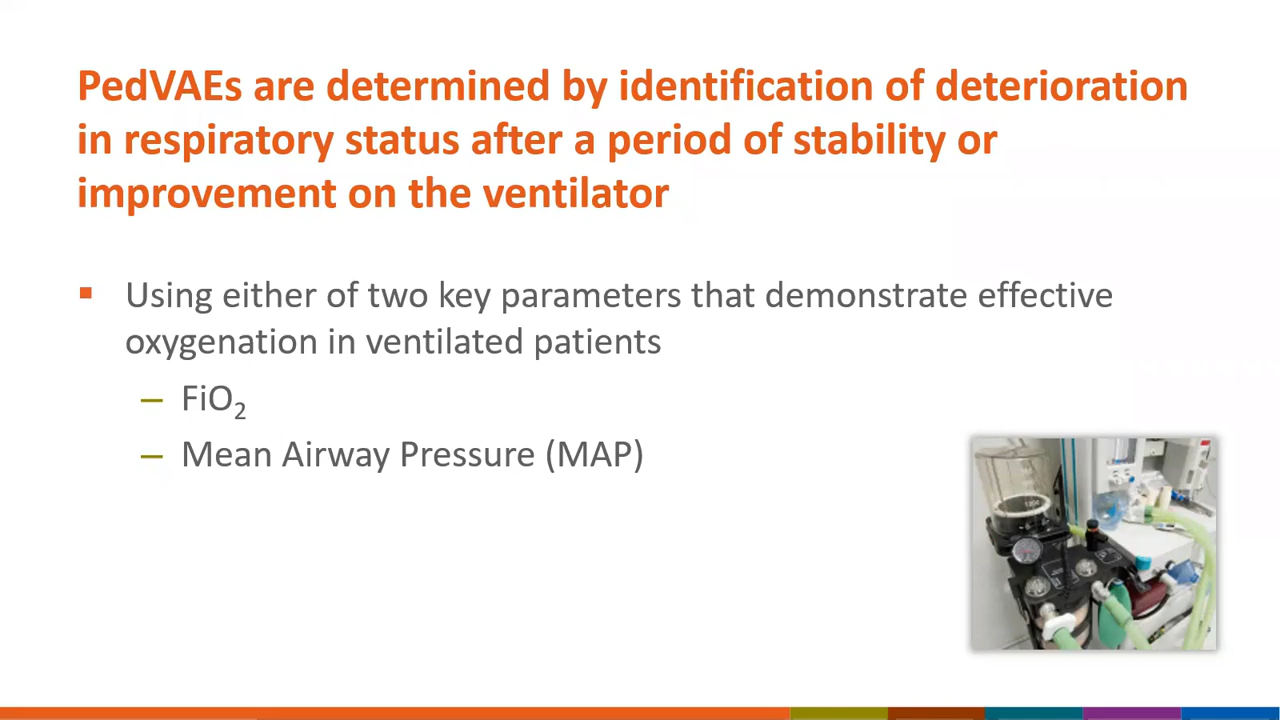 PedVAEs are determined by identification of deterioration
in respiratory status after a period of stability or
improvement on the ventilator
▪ Using either of two key parameters that demonstrate effective
oxygenation in ventilated patients
– FiO₂
– Mean Airway Pressure (MAP)